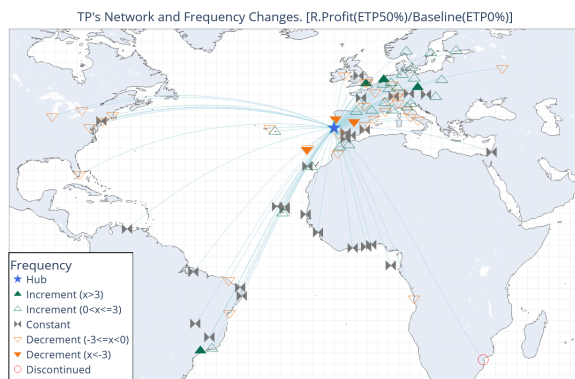 TP's Network and Frequency Changes. [R.Profit(ETP50%)/Baseline(ETP0%)]
Frequency
Hub
Increment (x>3)
Increment (0<x<=3)
Constant
Decrement (-3<=x<0)
Decrement (x<-3)
Discontinued